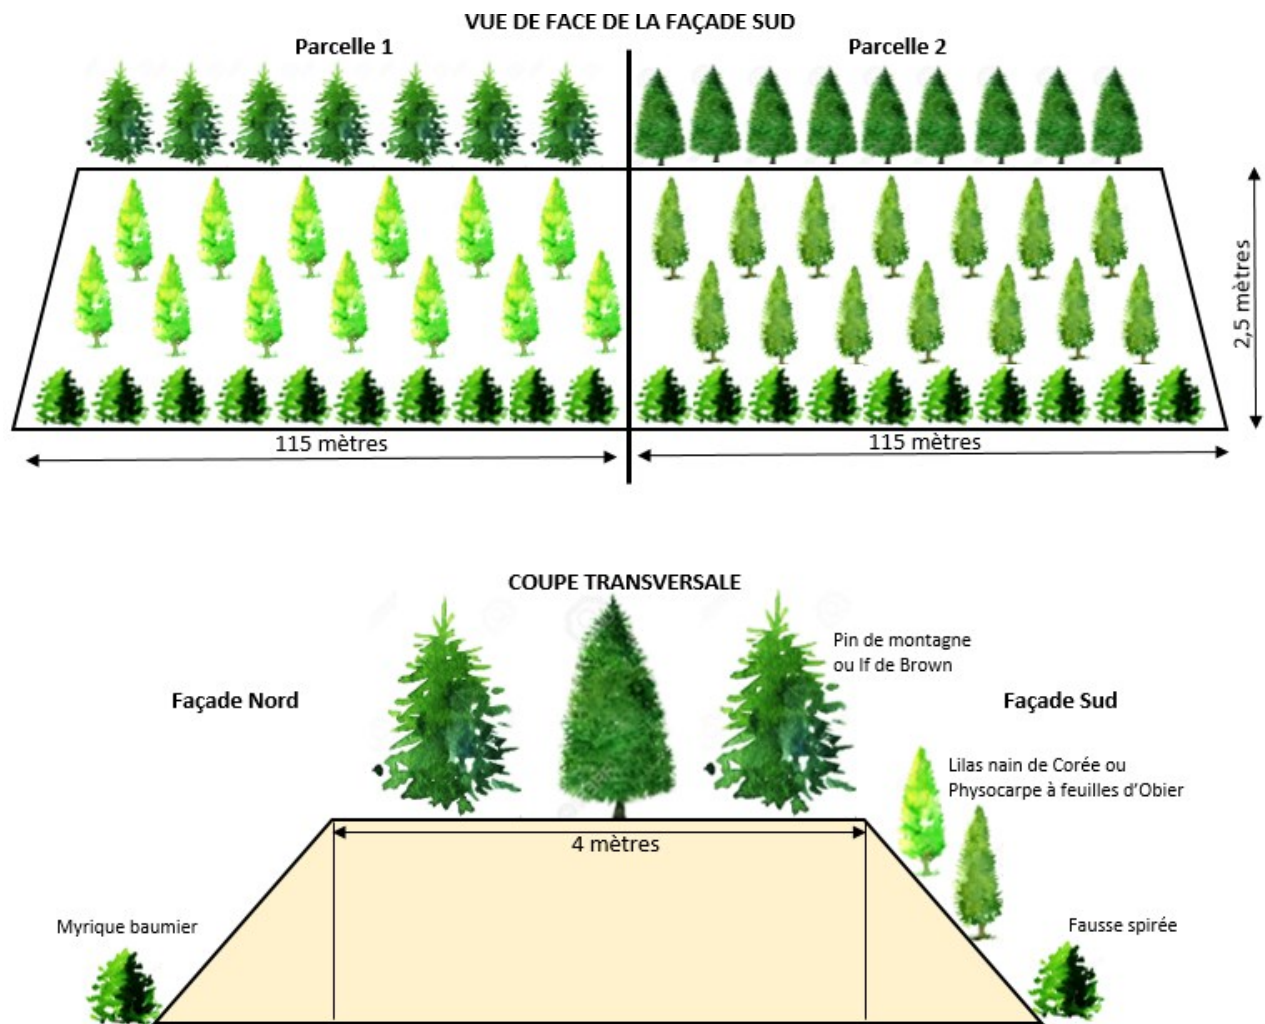 VUE DE FACE DE LA FAÇADE SUD
Parcelle 1
Parcelle 2
2,5 mètres
115 mètres
115 mètres
COUPE TRANSVERSALE
Pin de montagne
ou If de Brown
Façade Nord
Façade Sud
Lilas nain de Corée ou
Physocarpe à feuilles d'Obier
4 mètres
Myrique baumier
Fausse spirée